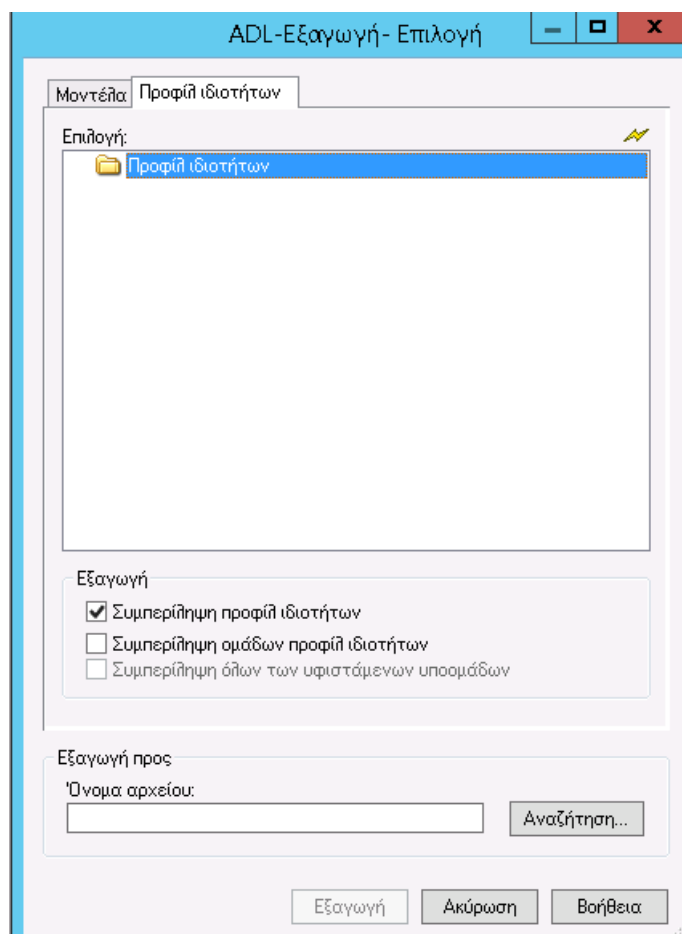 ADL-Εξαγωγή- Επιλογή
Μοντέλα Προφίλ ιδιοτήτων
Επιλογή:
Προφίλ ιδιοτήτων
Εξαγωγή
Συμπερίληψη προφίλ ιδιοτήτων
Συμπερίληψη ομάδων προφίλ ιδιοτήτων
Συμπερίληψη όλων των υφιστάμενων υποομάδων
Εξαγωγή προς
Όνομα αρχείου:
Αναζήτηση...
Εξαγωγή Ακύρωση Βοήθεια